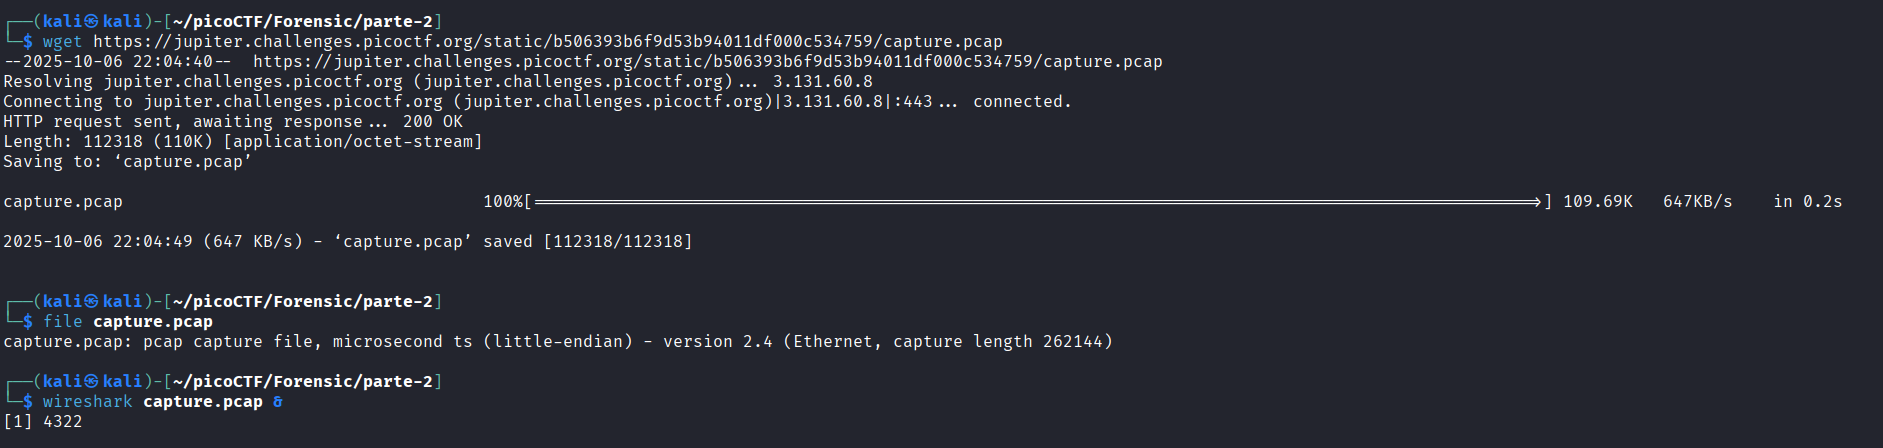 ┌──(kali㉿kali)-[~/picoCTF/Forensic/parte-2]
└─$ wget https://jupiter.challenges.picoctf.org/static/b506393b6f9d53b94011df000c534759/capture.pcap
--2025-10-06 22:04:40--  https://jupiter.challenges.picoctf.org/static/b506393b6f9d53b94011df000c534759/capture.pcap
Resolving jupiter.challenges.picoctf.org (jupiter.challenges.picoctf.org)... 3.131.60.8
Connecting to jupiter.challenges.picoctf.org (jupiter.challenges.picoctf.org)|3.131.60.8|:443... connected.
HTTP request sent, awaiting response... 200 OK
Length: 112318 (110K) [application/octet-stream]
Saving to: ‘capture.pcap’
capture.pcap 100%[===================>] 109.69K 647KB/s in 0.2s
2025-10-06 22:04:49 (647 KB/s) - ‘capture.pcap’ saved [112318/112318]
┌──(kali㉿kali)-[~/picoCTF/Forensic/parte-2]
└─$ file capture.pcap
capture.pcap: pcap capture file, microsecond ts (little-endian) - version 2.4 (Ethernet, capture length 262144)
┌──(kali㉿kali)-[~/picoCTF/Forensic/parte-2]
└─$ wireshark capture.pcap &
[1] 4322